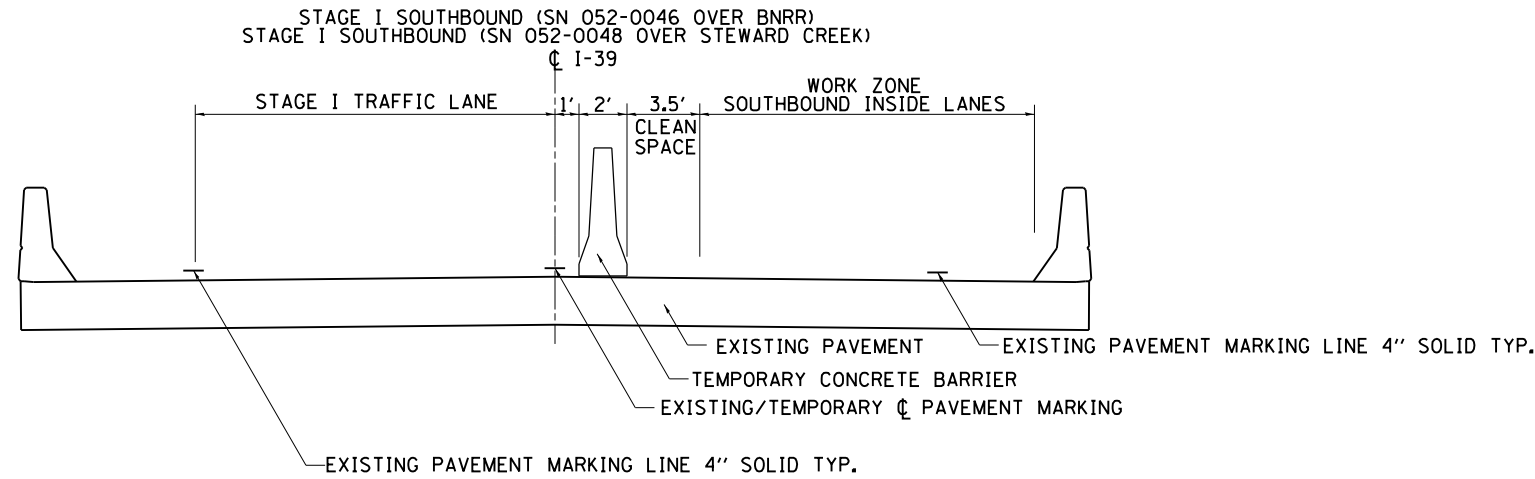 STAGE I SOUTHBOUND (SN 052-0046 OVER BNRR)
STAGE I SOUTHBOUND (SN 052-0048 OVER STEWARD CREEK)
℄ I-39
STAGE I TRAFFIC LANE
1'
2'
3.5'
CLEAN
SPACE
WORK ZONE
SOUTHBOUND INSIDE LANES
EXISTING PAVEMENT
EXISTING PAVEMENT MARKING LINE 4'' SOLID TYP.
TEMPORARY CONCRETE BARRIER
EXISTING/TEMPORARY ℄ PAVEMENT MARKING
EXISTING PAVEMENT MARKING LINE 4'' SOLID TYP.